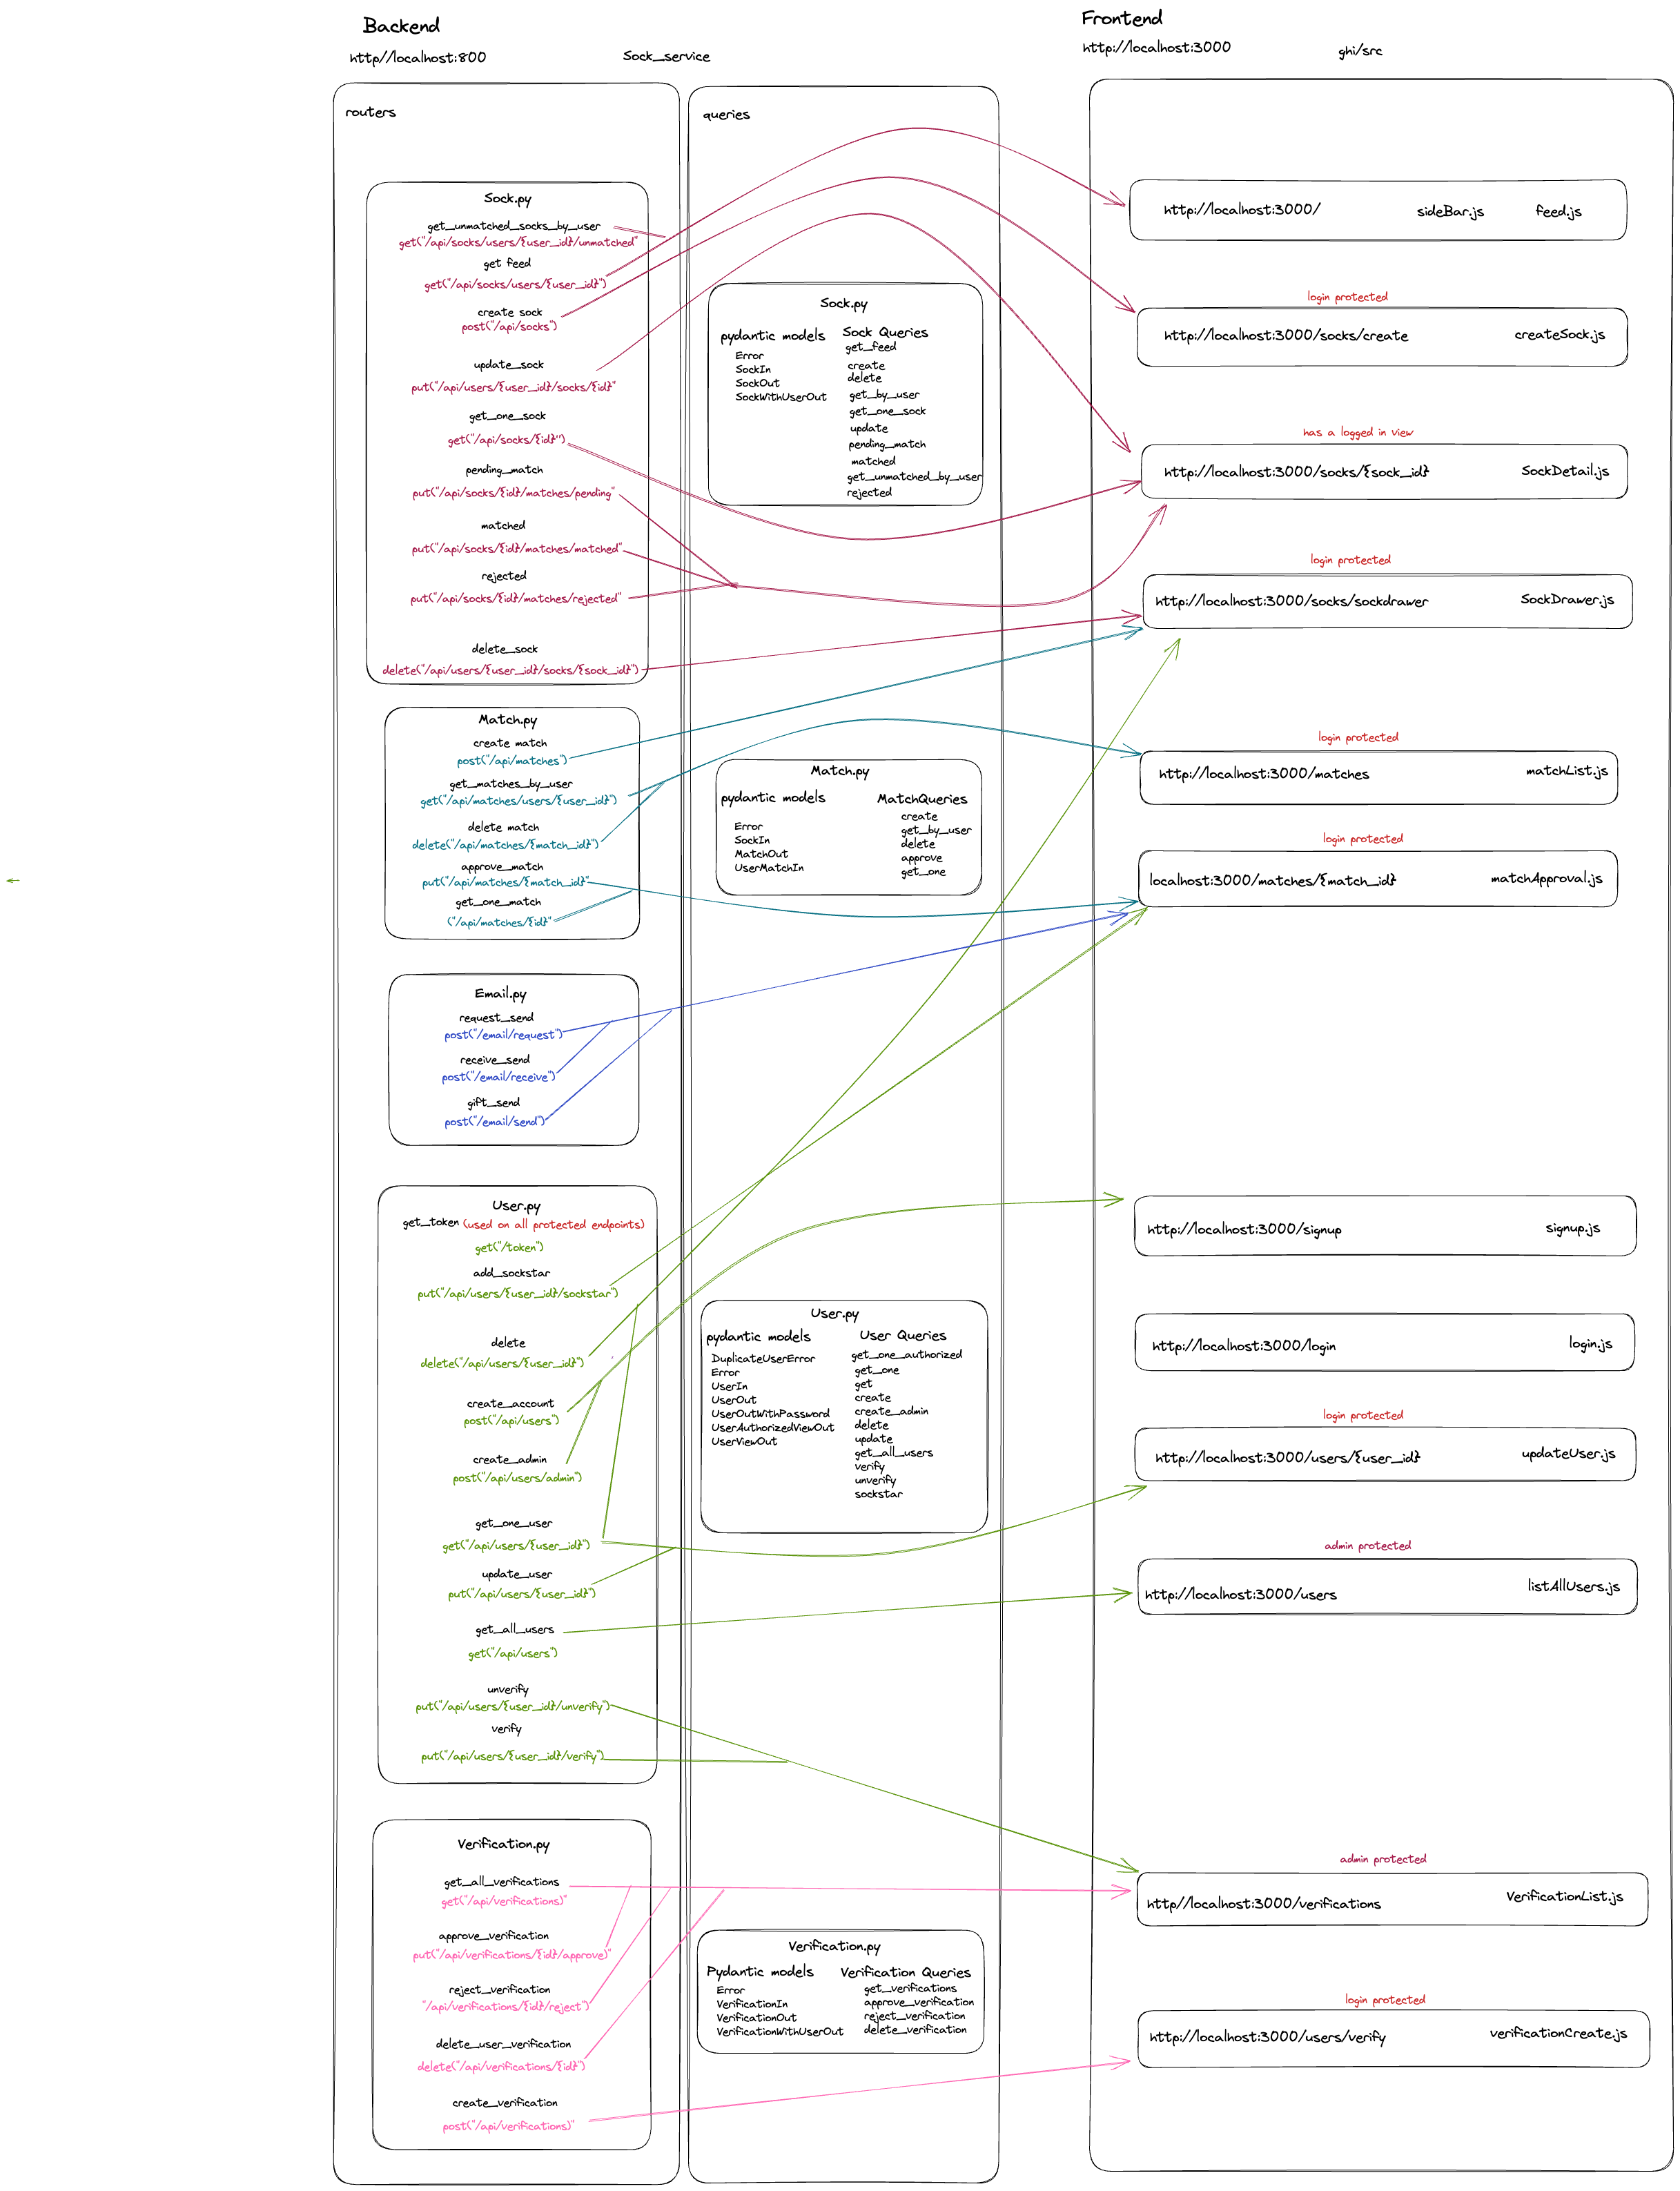 Backend
http//localhost:800
Sock_service
routers
Sock.py
get_unmatched_socks_by_user
get("/api/socks/users/{user_id}/unmatched"
get feed
get("/api/socks/users/{user_id}")
create sock
post("/api/socks")
update_sock
put("/api/users/{user_id}/socks/{id}"
get_one_sock
get("/api/socks/{id}")
pending_match
put("/api/socks/{id}/matches/pending"
matched
put("/api/socks/{id}/matches/matched"
rejected
put("/api/socks/{id}/matches/rejected"
delete_sock
delete("/api/users/{user_id}/socks/{sock_id}")
Match.py
create match
post("/api/matches")
get_matches_by_user
get("/api/matches/users/{user_id}")
delete match
delete("/api/matches/{match_id}")
approve_match
put("/api/matches/{match_id}"
get_one_match
("/api/matches/{id}"
Email.py
request_send
post("/email/request")
receive_send
post("/email/receive")
gift_send
post("/email/send")
User.py
get_token (used on all protected endpoints)
get("/token")
add_sockstar
put("/api/users/{user_id}/sockstar")
delete
delete("/api/users/{user_id}")
create_account
post("/api/users")
create_admin
post("/api/users/admin")
get_one_user
get("/api/users/{user_id}")
update_user
put("/api/users/{user_id}")
get_all_users
get("/api/users")
unverify
put("/api/users/{user_id}/unverify")
verify
put("/api/users/{user_id}/verify")
Verification.py
get_all_verifications
get("/api/verifications)"
approve_verification
put("/api/verifications/{id}/approve)"
reject_verification
"/api/verifications/{id}/reject")
delete_user_verification
delete("/api/verifications/{id}")
create_verification
post("/api/verifications)"
queries
Sock.py
pydantic models
Error
SockIn
SockOut
SockWithUserOut
Sock Queries
get_feed
create
delete
get_by_user
get_one_sock
update
pending_match
matched
get_unmatched_by_user
rejected
Match.py
pydantic models
Error
SockIn
MatchOut
UserMatchIn
MatchQueries
create
get_by_user
delete
approve
get_one
User.py
pydantic models
DuplicateUserError
Error
UserIn
UserOut
UserOutWithPassword
UserAuthorizedViewOut
UserViewOut
User Queries
get_one_authorized
get_one
get
create
create_admin
delete
update
get_all_users
verify
unverify
sockstar
Verification.py
Pydantic models
Error
VerificationIn
VerificationOut
VerificationWithUserOut
Verification Queries
get_verifications
approve_verification
reject_verification
delete_verification
Frontend
http://localhost:3000
ghi/src
http://localhost:3000/ sideBar.js feed.js
login protected
http://localhost:3000/socks/create createSock.js
has a logged in view
http://localhost:3000/socks/{sock_id} SockDetail.js
login protected
http://localhost:3000/socks/sockdrawer SockDrawer.js
login protected
http://localhost:3000/matches matchList.js
login protected
localhost:3000/matches/{match_id} matchApproval.js
http://localhost:3000/signup signup.js
http://localhost:3000/login login.js
login protected
http://localhost:3000/users/{user_id} updateUser.js
admin protected
http://localhost:3000/users listAllUsers.js
admin protected
http//localhost:3000/verifications VerificationList.js
login protected
http://localhost:3000/users/verify verificationCreate.js